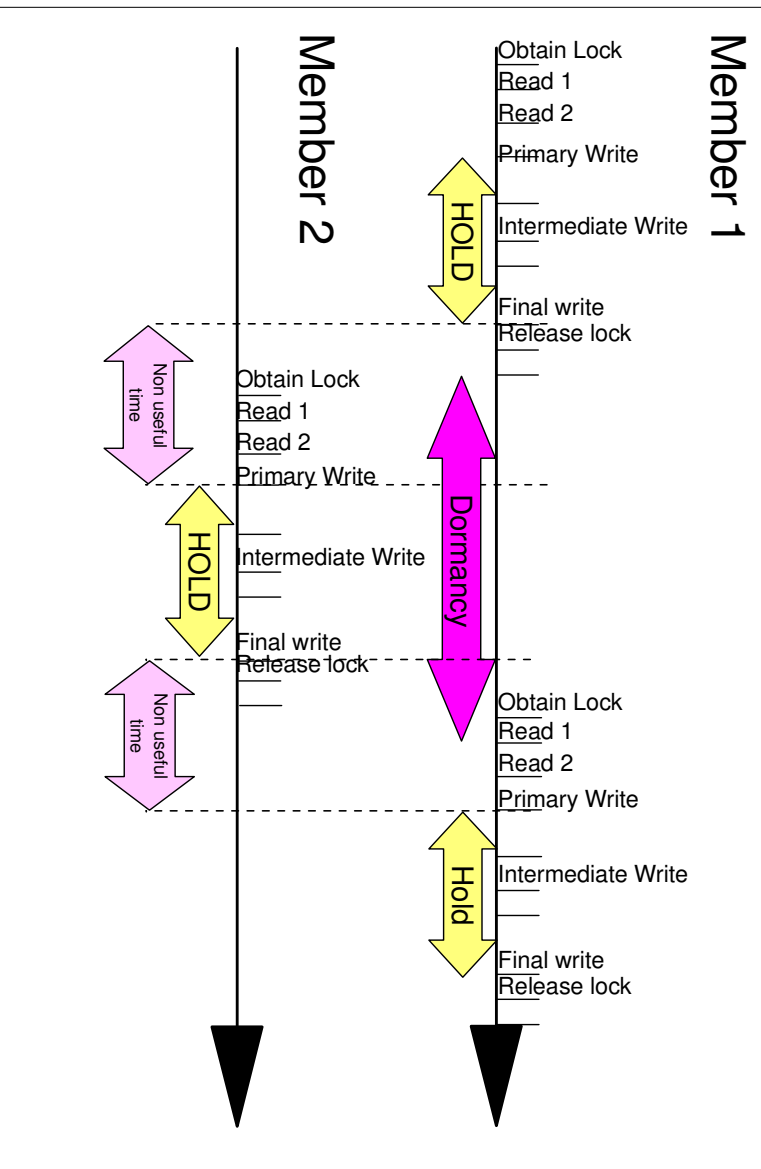 Member 1
Obtain Lock
Read 1
Read 2
Primary Write
HOLD
Intermediate Write
Final write
Release lock
Dormancy
Obtain Lock
Read 1
Read 2
Primary Write
Hold
Intermediate Write
Final write
Release lock
Member 2
Non useful
time
Obtain Lock
Read 1
Read 2
Primary Write
HOLD
Intermediate Write
Final write
Release lock
Non useful
time